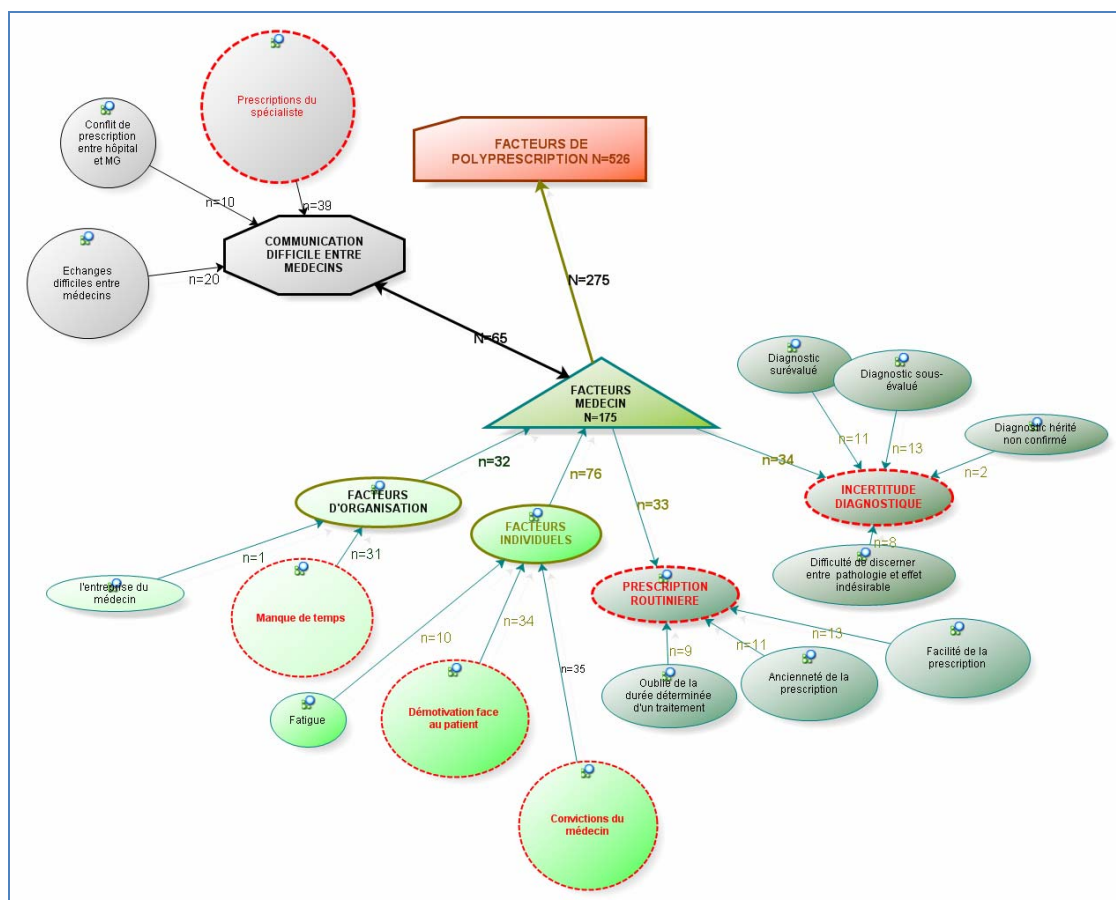 Prescriptions du
spécialiste
Conflit de
prescription
entre hôpital
et MG
n=10
n=39
FACTEURS DE
POLYPRESCRIPTION N=526
COMMUNICATION
DIFFICILE ENTRE
MEDECINS
Echanges
difficiles entre
médecins
n=20
N=275
N=65
FACTEURS
MEDECIN
N=175
Diagnostic
surévalué
Diagnostic sous-
évalué
Diagnostic hérité
non confirmé
n=11
n=13
n=2
n=34
INCERTITUDE
DIAGNOSTIQUE
n=8
Difficulté de discerner
entre pathologie et effet
indésirable
n=32
n=76
n=33
FACTEURS
D'ORGANISATION
FACTEURS
INDIVIDUELS
n=1
n=31
l'entreprise du
médecin
Manque de temps
PRESCRIPTION
ROUTINIERE
n=10
n=34
n=35
n=9
n=11
n=13
Oublie de la
durée déterminée
d'un traitement
Ancienneté de la
prescription
Facilité de la
prescription
Fatigue
Démotivation face
au patient
Convictions du
médecin